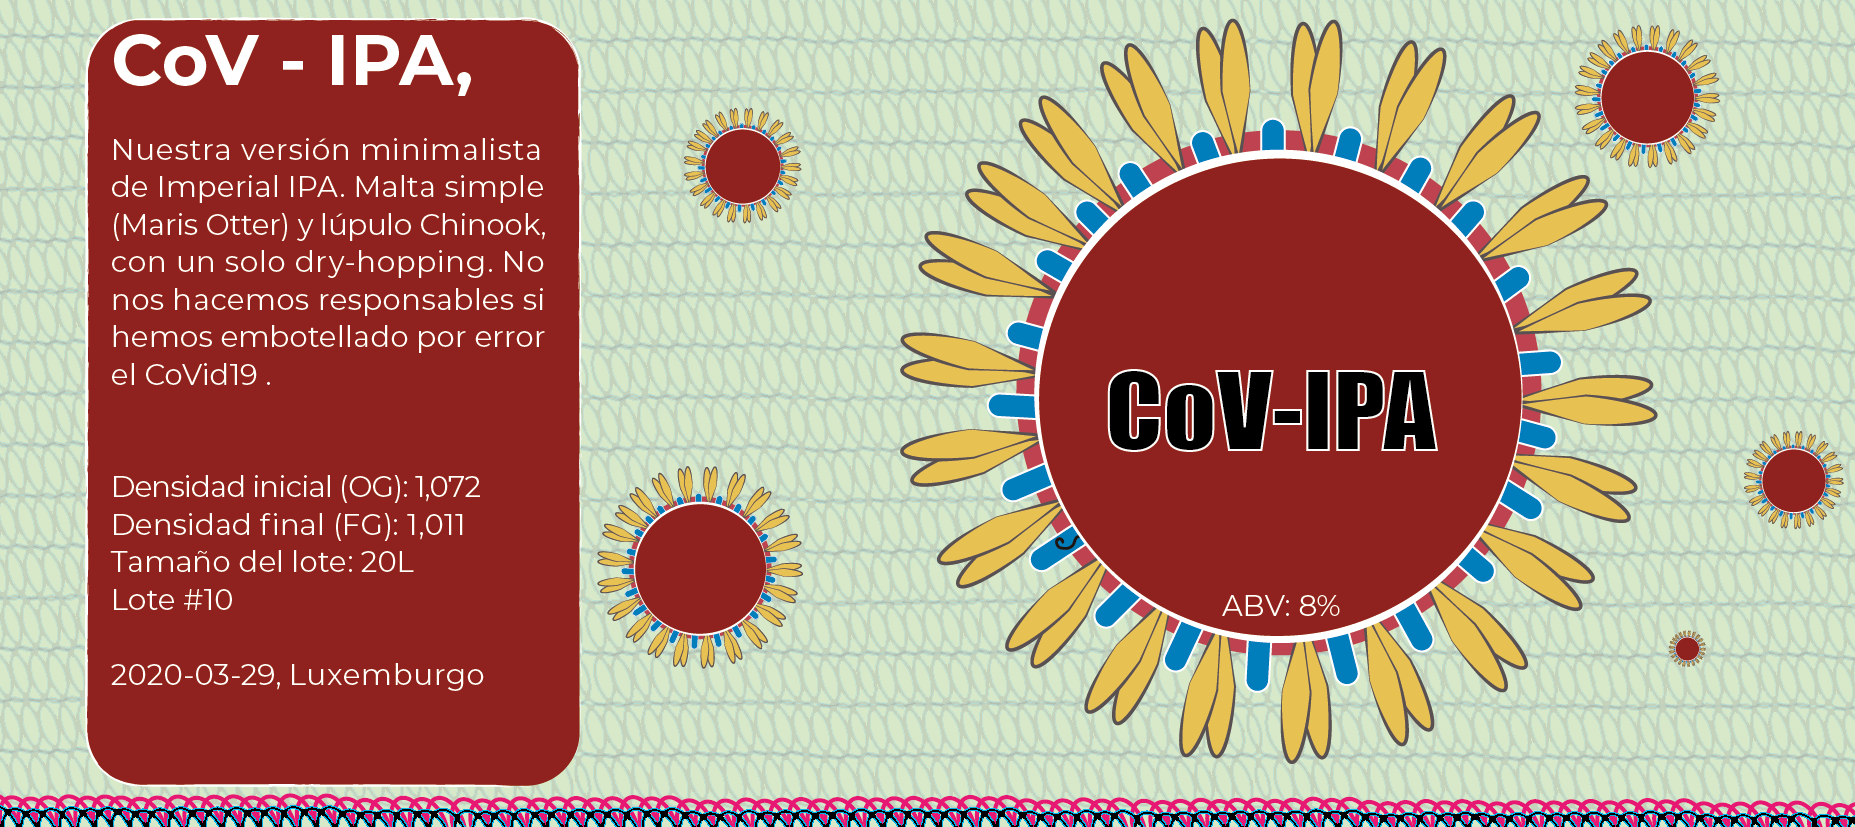 CoV - IPA,
Nuestra versión minimalista
de Imperial IPA. Malta simple
(Maris Otter) y lúpulo Chinook,
con un solo dry-hopping. No
nos hacemos responsables si
hemos embotellado por error
el CoVid19 .
Densidad inicial (OG): 1,072
Densidad final (FG): 1,011
Tamaño del lote: 20L
Lote #10
2020-03-29, Luxemburgo
CoV-IPA
ABV: 8%